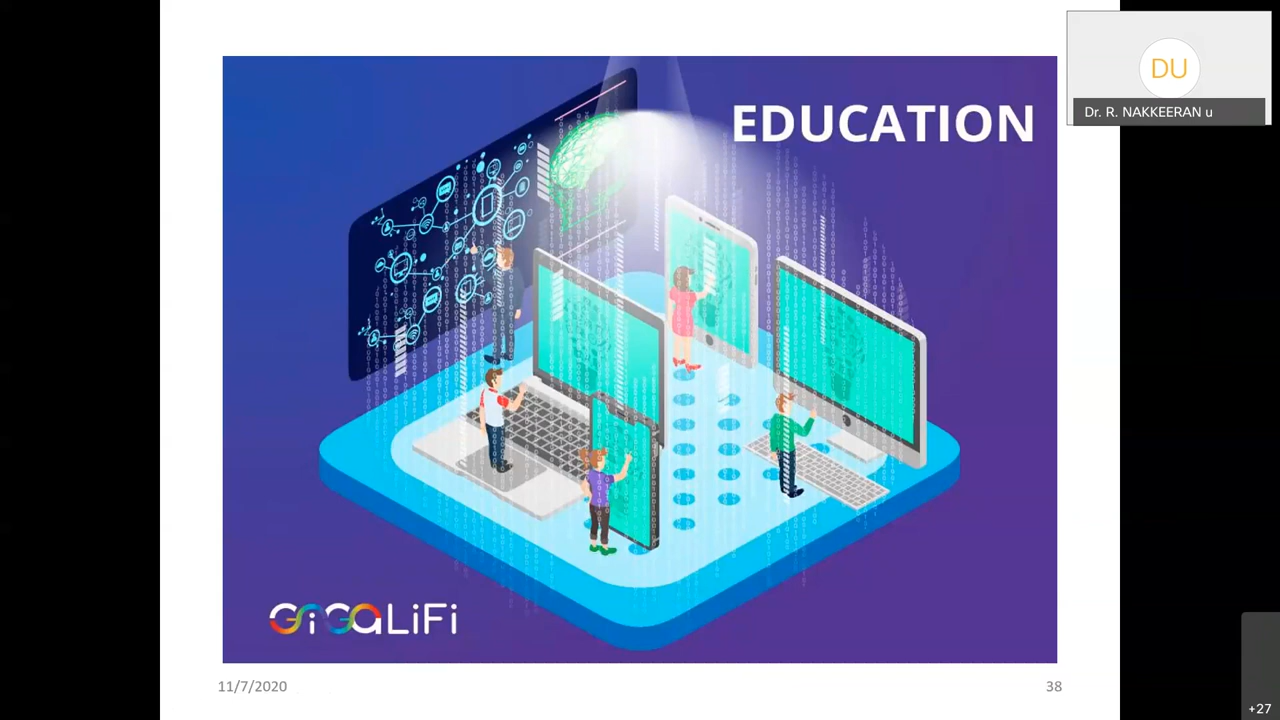 EDUCATION
DU
Dr. R. NAKKEERAN u
GiGaLiFi
11/7/2020
38
+27